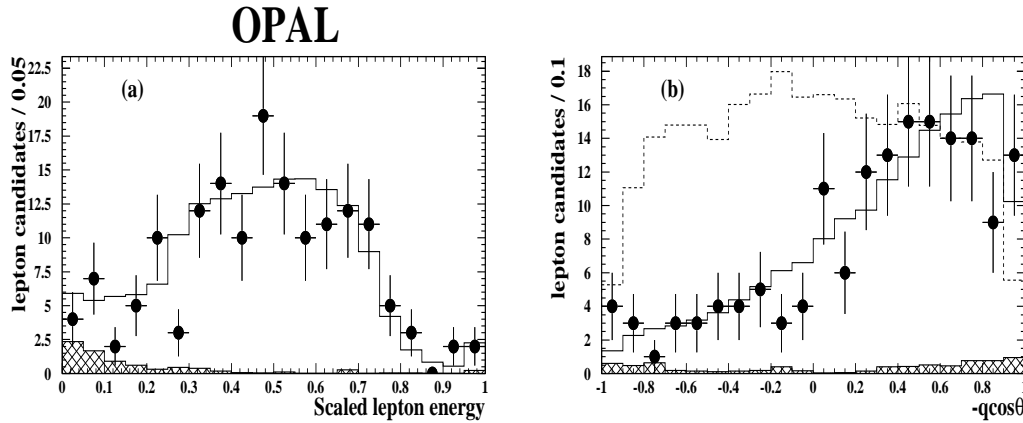 OPAL
lepton candidates / 0.05
22.5
20
17.5
15
12.5
10
7.5
5
2.5
0
(a)
0 0.1 0.2 0.3 0.4 0.5 0.6 0.7 0.8 0.9 1
Scaled lepton energy
lepton candidates / 0.1
18
16
14
12
10
8
6
4
2
0
(b)
-1 -0.8 -0.6 -0.4 -0.2 0 0.2 0.4 0.6 0.8 1
-qcosθ